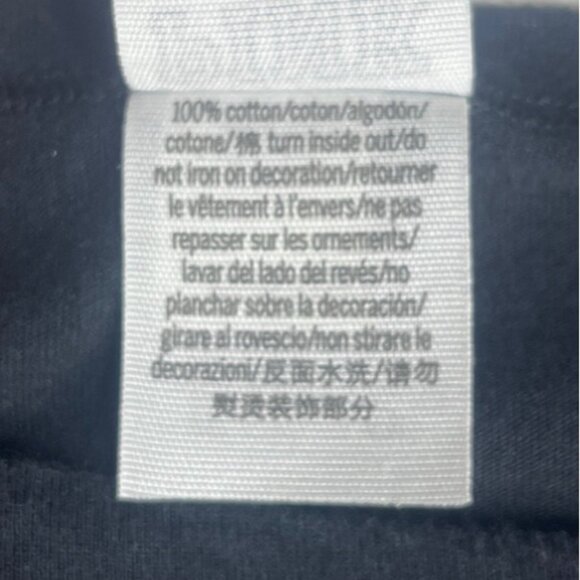 100% cotton/coton/algodón/
cotone/棉 turn inside out/do
not iron on decoration/retourner
le vêtement à l'envers/ne pas
repasser sur les ornements/
lavar del lado del revés/no
planchar sobre la decoración/
girare al rovescio/non stirare le
decorazioni/反面水洗/请勿
熨烫装饰部分